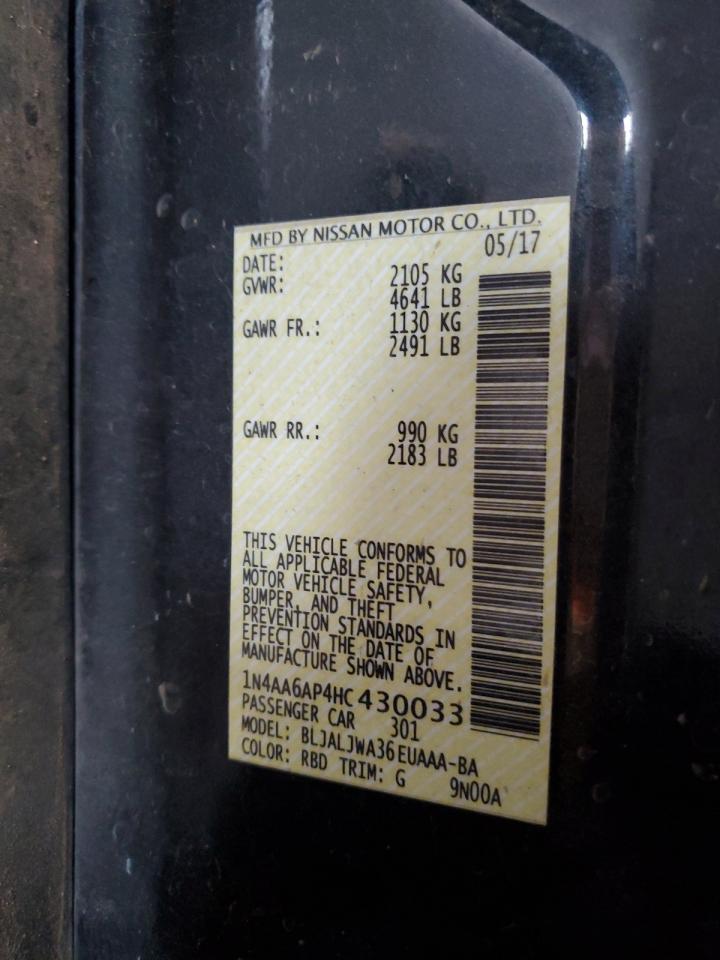 MFD BY NISSAN MOTOR CO., LTD.
DATE: 05/17
GVWR: 2105 KG
4641 LB
GAWR FR.: 1130 KG
2491 LB
GAWR RR.: 990 KG
2183 LB
THIS VEHICLE CONFORMS TO
ALL APPLICABLE FEDERAL
MOTOR VEHICLE SAFETY,
BUMPER, AND THEFT
PREVENTION STANDARDS IN
EFFECT ON THE DATE OF
MANUFACTURE SHOWN ABOVE.
1N4AA6AP4HC430033
PASSENGER CAR 301
MODEL: BLJALJWA36EUAAA-BA
COLOR: RBD TRIM: G 9N00A